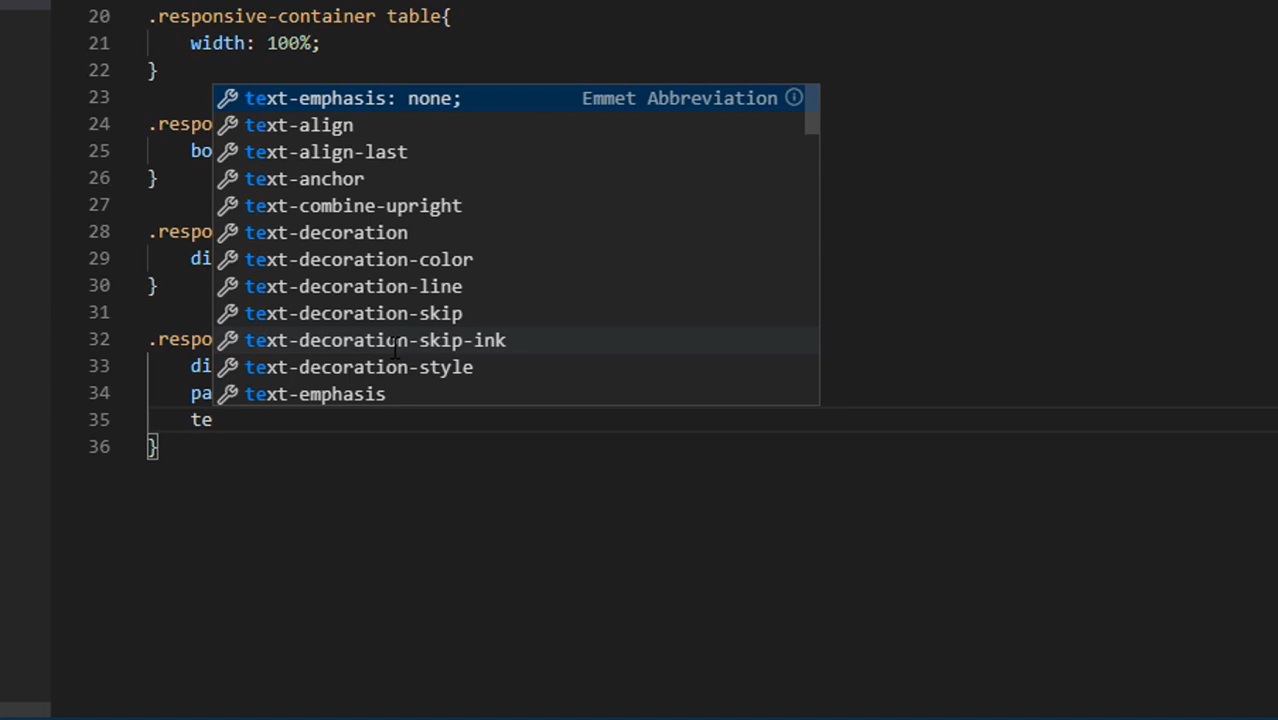 20 .responsive-container table{
21 width: 100%;
22 }
23
text-emphasis: none; Emmet Abbreviation
24 .respo
text-align
25 bo
text-align-last
26 }
text-anchor
27
text-combine-upright
28 .respo
text-decoration
29 di
text-decoration-color
30 }
text-decoration-line
31
text-decoration-skip
32 .respo
text-decoration-skip-ink
33 di
text-decoration-style
34 pa
text-emphasis
35 te
36 }